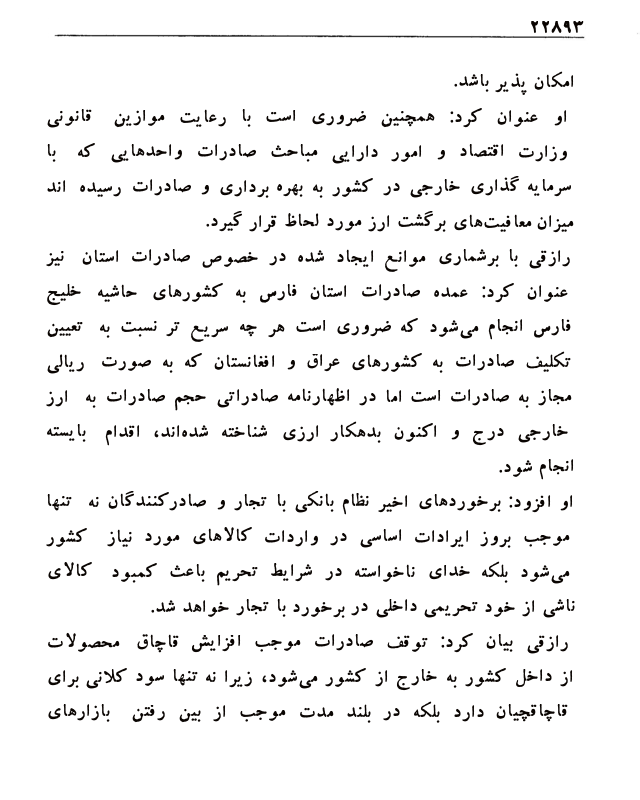 ۲۲۸۹۳
امکان پذیر باشد.
او عنوان کرد: همچنین ضروری است با رعایت موازین قانونی
وزارت اقتصاد و امور دارایی مباحث صادرات واحدهایی که با
سرمایه گذاری خارجی در کشور به بهره برداری و صادرات رسیده اند
میزان معافیت‌های برگشت ارز مورد لحاظ قرار گیرد.
رازقی با برشماری موانع ایجاد شده در خصوص صادرات استان نیز
عنوان کرد: عمده صادرات استان فارس به کشورهای حاشیه خلیج
فارس انجام می‌شود که ضروری است هر چه سریع تر نسبت به تعیین
تکلیف صادرات به کشورهای عراق و افغانستان که به صورت ریالی
مجاز به صادرات است اما در اظهارنامه صادراتی حجم صادرات به ارز
خارجی درج و اکنون بدهکار ارزی شناخته شده‌اند، اقدام بایسته
انجام شود.
او افزود: برخوردهای اخیر نظام بانکی با تجار و صادرکنندگان نه تنها
موجب بروز ایرادات اساسی در واردات کالاهای مورد نیاز کشور
می‌شود بلکه خدای ناخواسته در شرایط تحریم باعث کمبود کالای
ناشی از خود تحریمی داخلی در برخورد با تجار خواهد شد.
رازقی بیان کرد: توقف صادرات موجب افزایش قاچاق محصولات
از داخل کشور به خارج از کشور می‌شود، زیرا نه تنها سود کلانی برای
قاچاقچیان دارد بلکه در بلند مدت موجب از بین رفتن بازارهای